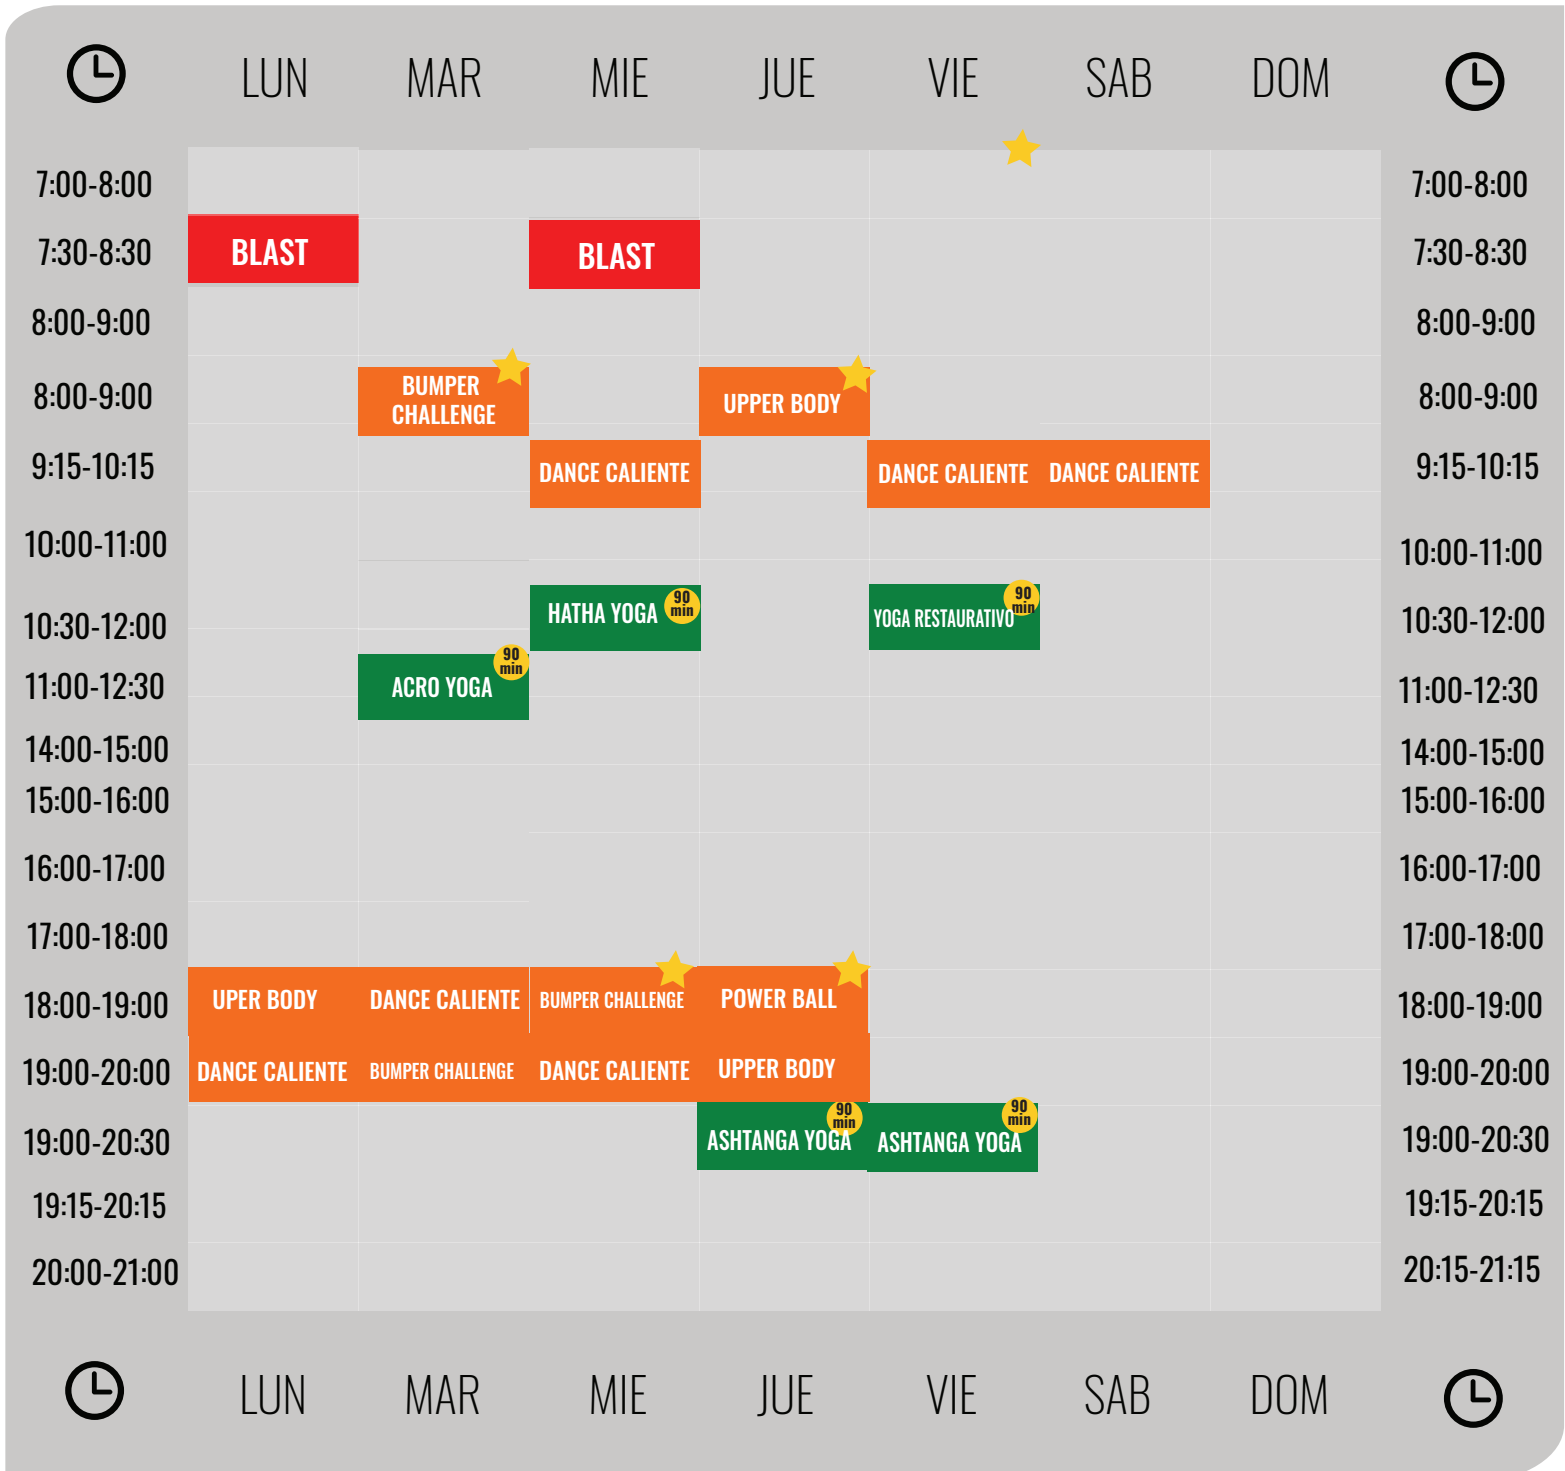 LUN MAR MIE JUE VIE SAB DOM
7:00-8:00 7:00-8:00
7:30-8:30 BLAST BLAST 7:30-8:30
8:00-9:00 8:00-9:00
8:00-9:00 BUMPER CHALLENGE UPPER BODY 8:00-9:00
9:15-10:15 DANCE CALIENTE DANCE CALIENTE DANCE CALIENTE 9:15-10:15
10:00-11:00 10:00-11:00
10:30-12:00 HATHA YOGA 90 min YOGA RESTAURATIVO 90 min 10:30-12:00
11:00-12:30 ACRO YOGA 90 min 11:00-12:30
14:00-15:00 14:00-15:00
15:00-16:00 15:00-16:00
16:00-17:00 16:00-17:00
17:00-18:00 17:00-18:00
18:00-19:00 UPER BODY DANCE CALIENTE BUMPER CHALLENGE POWER BALL 18:00-19:00
19:00-20:00 DANCE CALIENTE BUMPER CHALLENGE DANCE CALIENTE UPPER BODY 19:00-20:00
19:00-20:30 ASHTANGA YOGA 90 min ASHTANGA YOGA 90 min 19:00-20:30
19:15-20:15 19:15-20:15
20:00-21:00 20:15-21:15
LUN MAR MIE JUE VIE SAB DOM